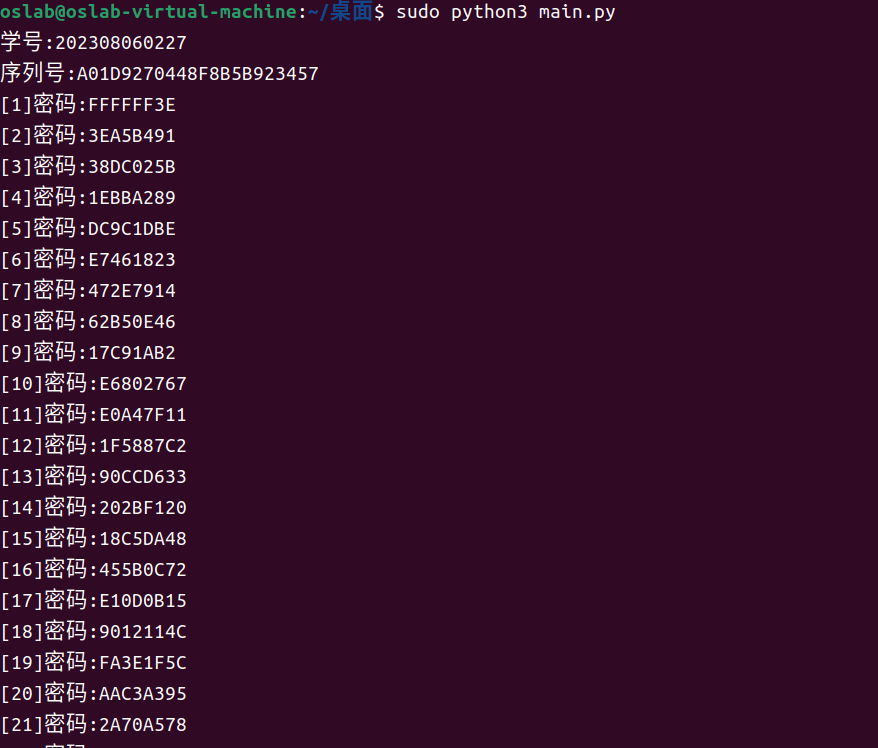 oslab@oslab-virtual-machine:~/桌面$ sudo python3 main.py
学号:202308060227
序列号:A01D9270448F8B5B923457
[1]密码:FFFFFF3E
[2]密码:3EA5B491
[3]密码:38DC025B
[4]密码:1EBBA289
[5]密码:DC9C1DBE
[6]密码:E7461823
[7]密码:472E7914
[8]密码:62B50E46
[9]密码:17C91AB2
[10]密码:E6802767
[11]密码:E0A47F11
[12]密码:1F5887C2
[13]密码:90CCD633
[14]密码:202BF120
[15]密码:18C5DA48
[16]密码:455B0C72
[17]密码:E10D0B15
[18]密码:9012114C
[19]密码:FA3E1F5C
[20]密码:AAC3A395
[21]密码:2A70A578